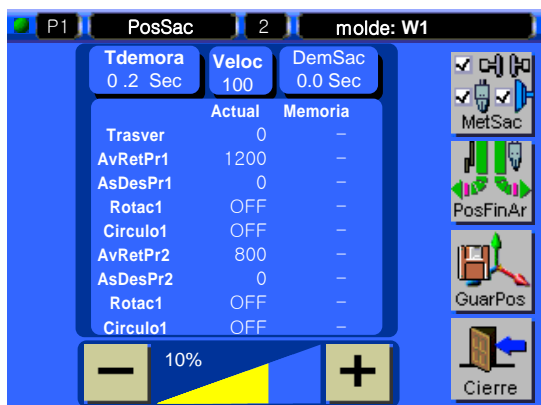 P1 PosSac 2 molde: W1
Tdemora Veloc DemSac
0 .2 Sec 100 0.0 Sec
Actual Memoria
Trasver 0 –
AvRetPr1 1200 –
AsDesPr1 0 –
Rotac1 OFF –
Circulo1 OFF –
AvRetPr2 800 –
AsDesPr2 0 –
Rotac1 OFF –
Circulo1 OFF –
10%
− +
MetSac
PosFinAr
GuarPos
Cierre